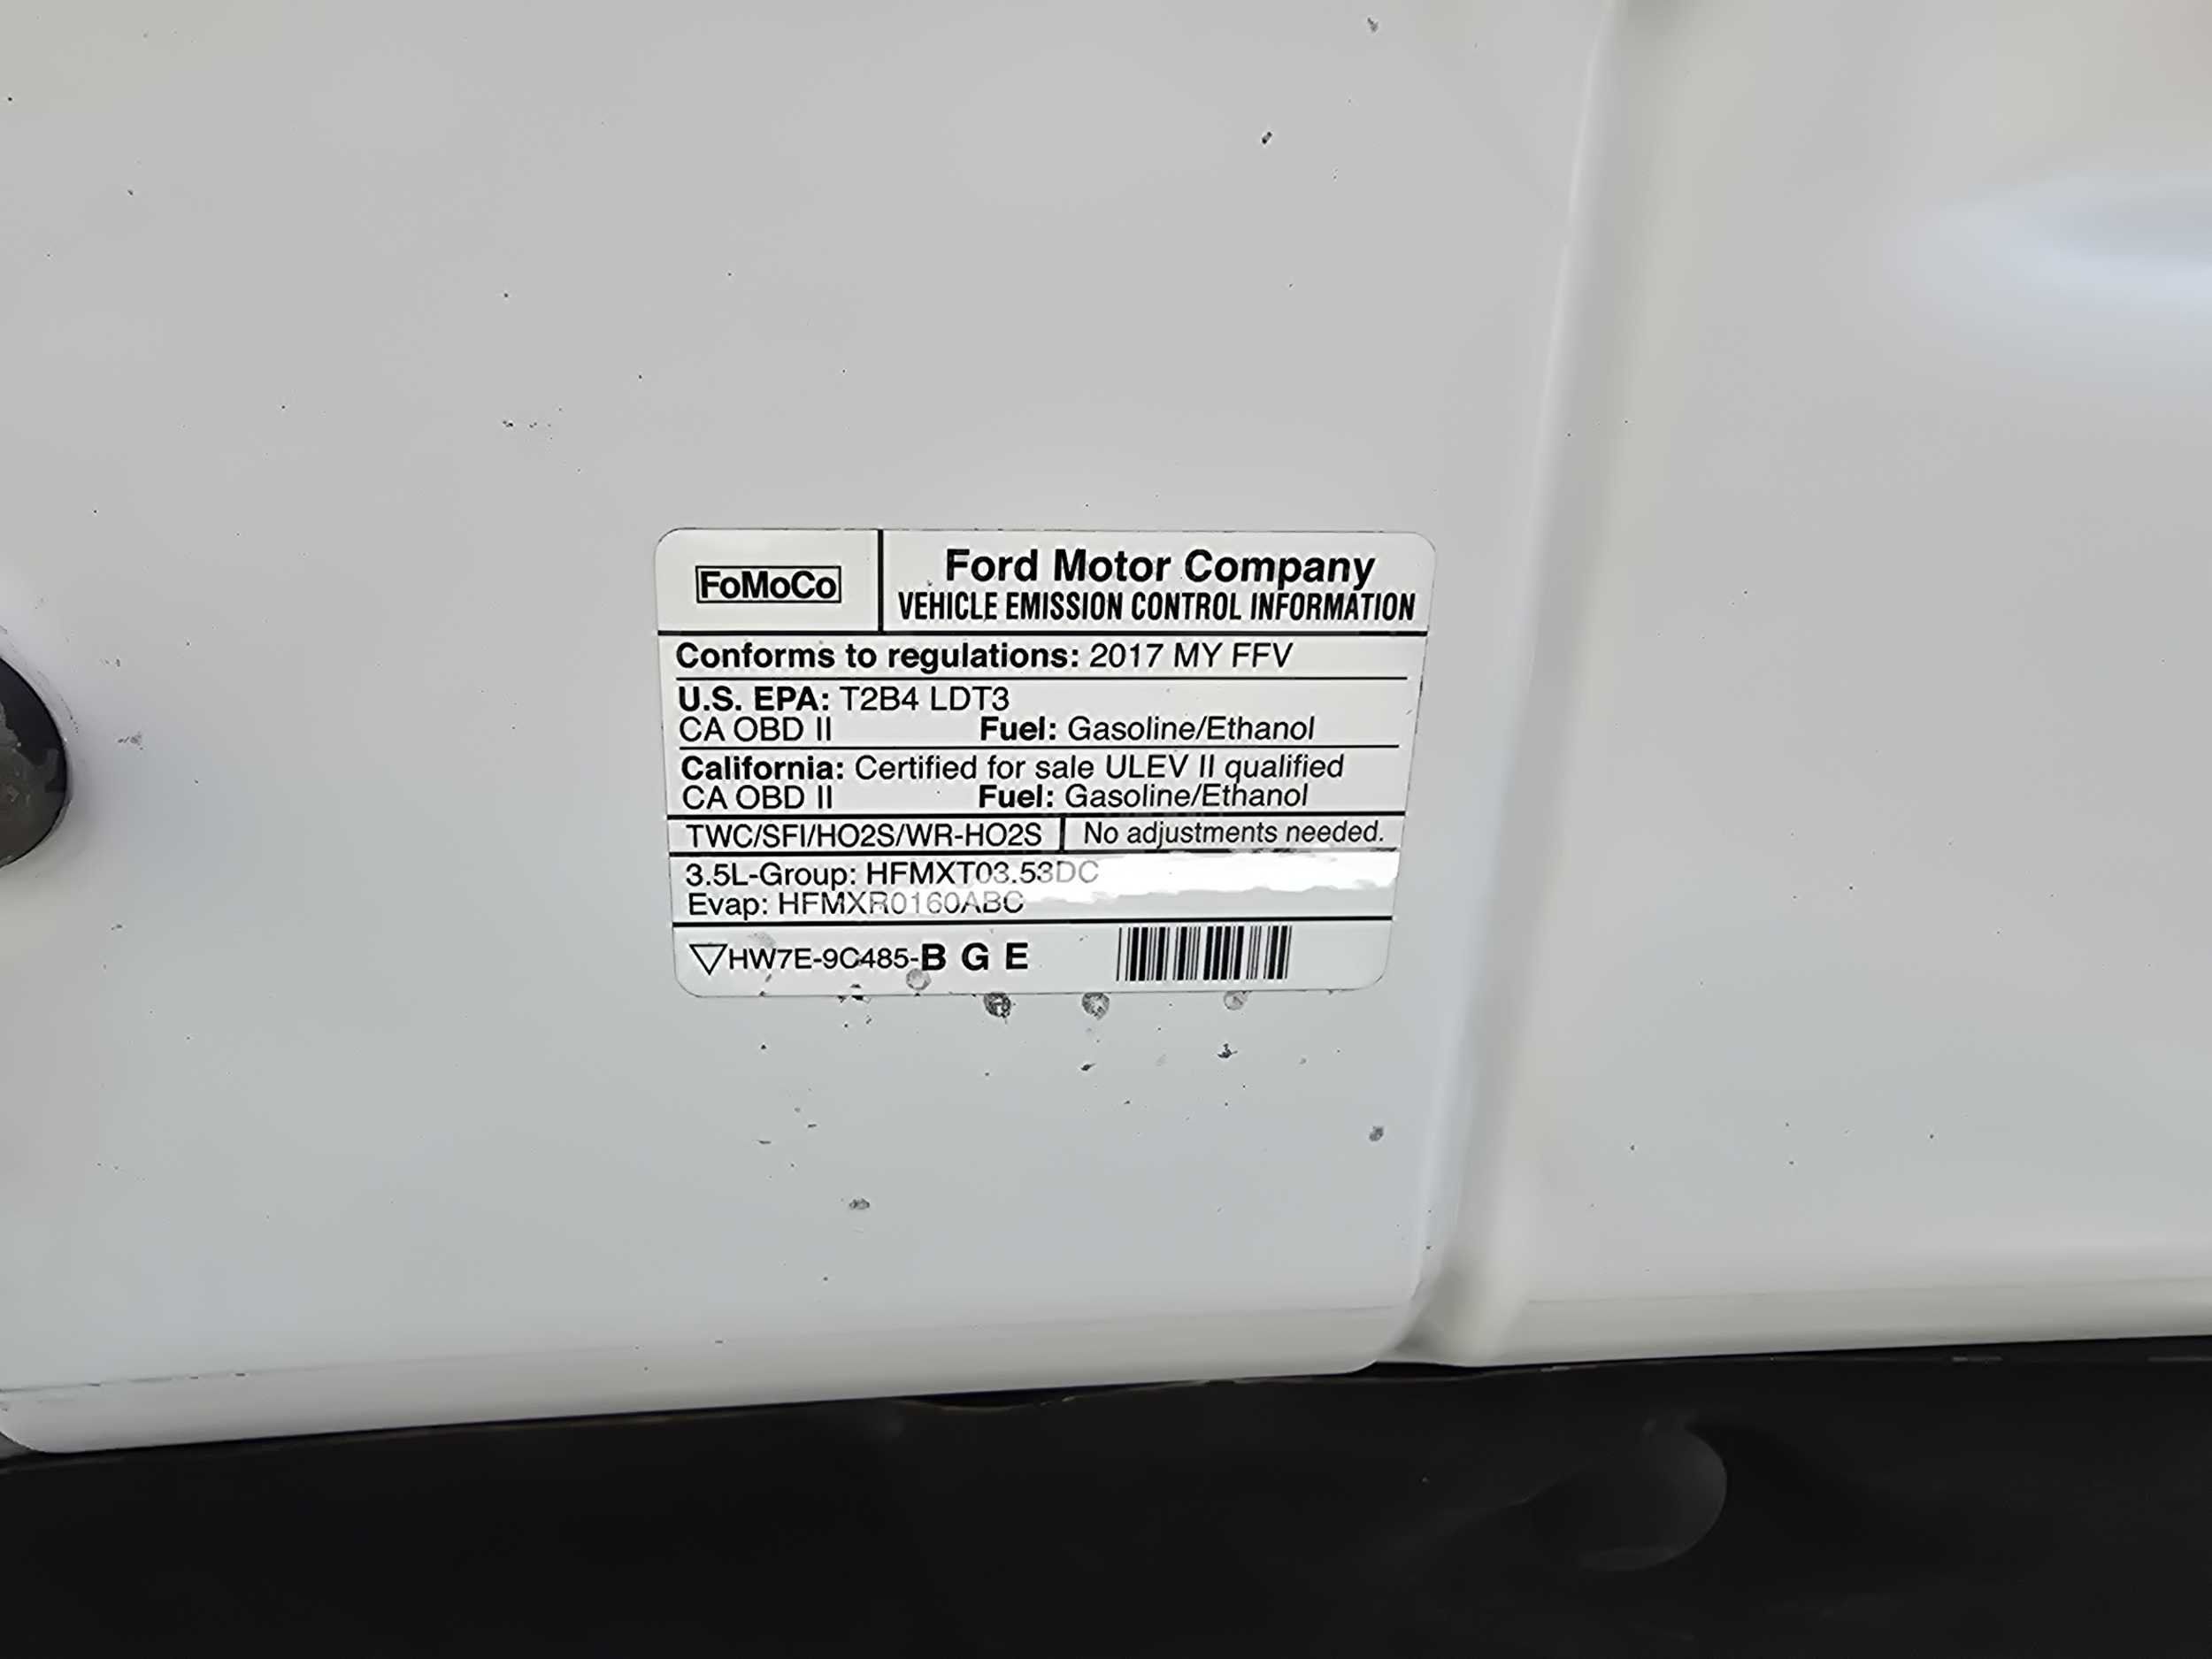 FoMoCo
Ford Motor Company
VEHICLE EMISSION CONTROL INFORMATION
Conforms to regulations: 2017 MY FFV
U.S. EPA: T2B4 LDT3
CA OBD II Fuel: Gasoline/Ethanol
California: Certified for sale ULEV II qualified
CA OBD II Fuel: Gasoline/Ethanol
TWC/SFI/HO2S/WR-HO2S No adjustments needed.
3.5L-Group: HFMXT03.53DC
Evap: HFMXR0160ABC
HW7E-9C485-B G E